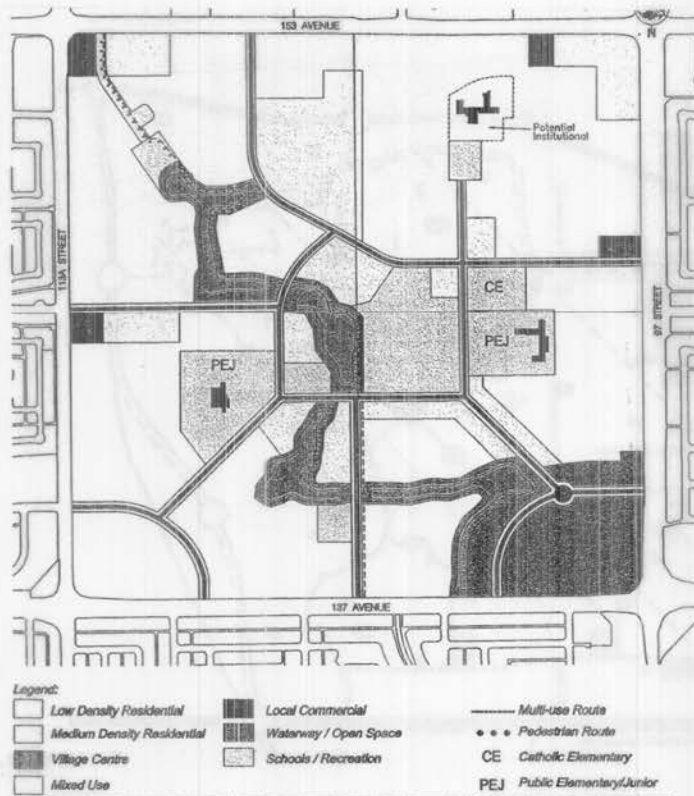 153 AVENUE
N
Potential
Institutional
113A STREET
97 STREET
CE
PEJ
PEJ
137 AVENUE
Legend:
Low Density Residential
Medium Density Residential
Village Centre
Mixed Use
Local Commercial
Waterway / Open Space
Schools / Recreation
Multi-use Route
Pedestrian Route
CE Catholic Elementary
PEJ Public Elementary/Junior